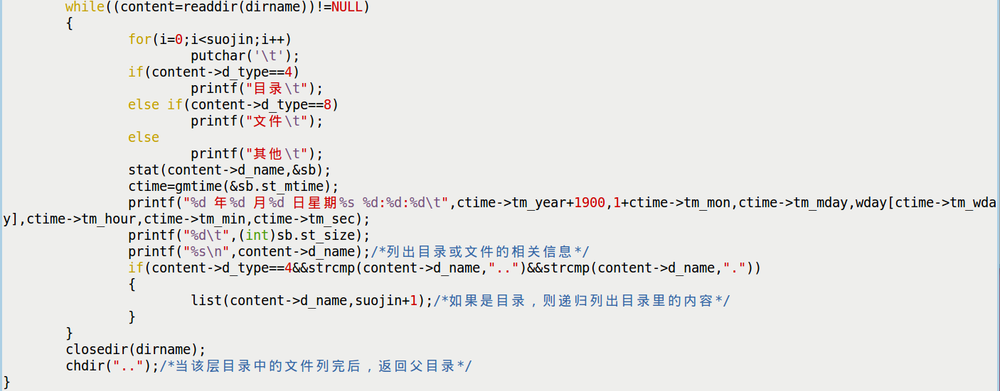 while((content=readdir(dirname))!=NULL)
        {
                for(i=0;i<suojin;i++)
                        putchar('\t');
                if(content->d_type==4)
                        printf("目录\t");
                else if(content->d_type==8)
                        printf("文件\t");
                else
                        printf("其他\t");
                stat(content->d_name,&sb);
                ctime=gmtime(&sb.st_mtime);
                printf("%d 年%d 月%d 日星期%s %d:%d:%d\t",ctime->tm_year+1900,1+ctime->tm_mon,ctime->tm_mday,wday[ctime->tm_wda
y],ctime->tm_hour,ctime->tm_min,ctime->tm_sec);
                printf("%d\t",(int)sb.st_size);
                printf("%s\n",content->d_name);/*列出目录或文件的相关信息*/
                if(content->d_type==4&&strcmp(content->d_name,"..")&&strcmp(content->d_name,"."))
                {
                        list(content->d_name,suojin+1);/*如果是目录，则递归列出目录里的内容*/
                }
        }
        closedir(dirname);
        chdir("..");/*当该层目录中的文件列完后，返回父目录*/
}